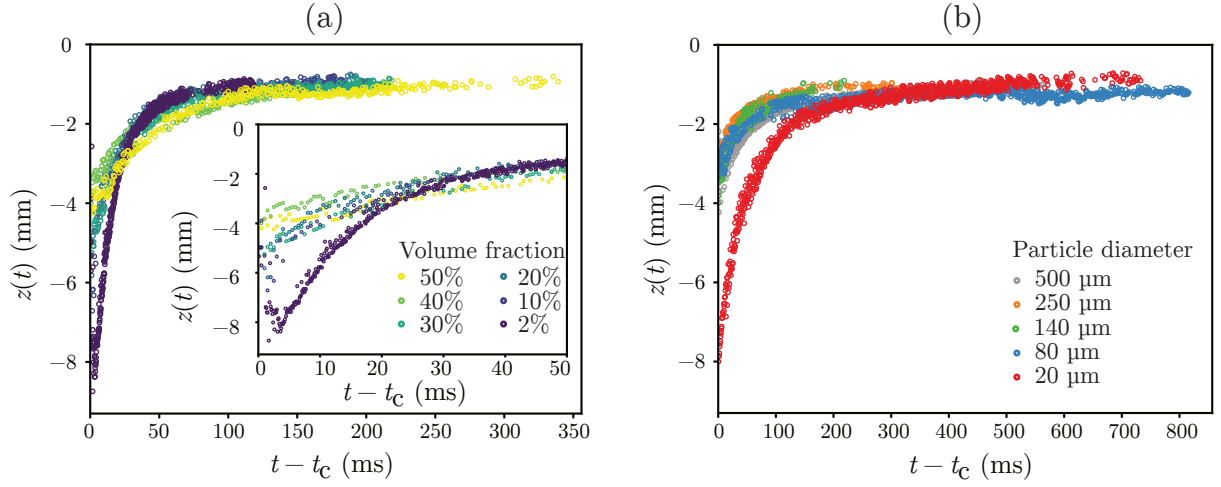 (a)
z(t) (mm)
0
−2
−4
−6
−8
0 50 100 150 200 250 300 350
t − tc (ms)
z(t) (mm)
0
−2
−4
−6
−8
0 10 20 30 40 50
t − tc (ms)
Volume fraction
50% 20%
40% 10%
30% 2%
(b)
z(t) (mm)
0
−2
−4
−6
−8
0 100 200 300 400 500 600 700 800
t − tc (ms)
Particle diameter
500 µm
250 µm
140 µm
80 µm
20 µm